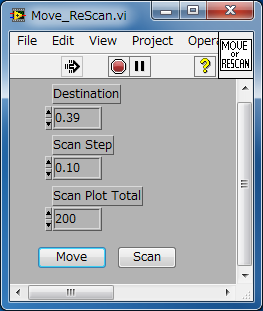 Move_ReScan.vi
File Edit View Project Opera
MOVE
or
RESCAN
?
Destination
0.39
Scan Step
0.10
Scan Plot Total
200
Move Scan